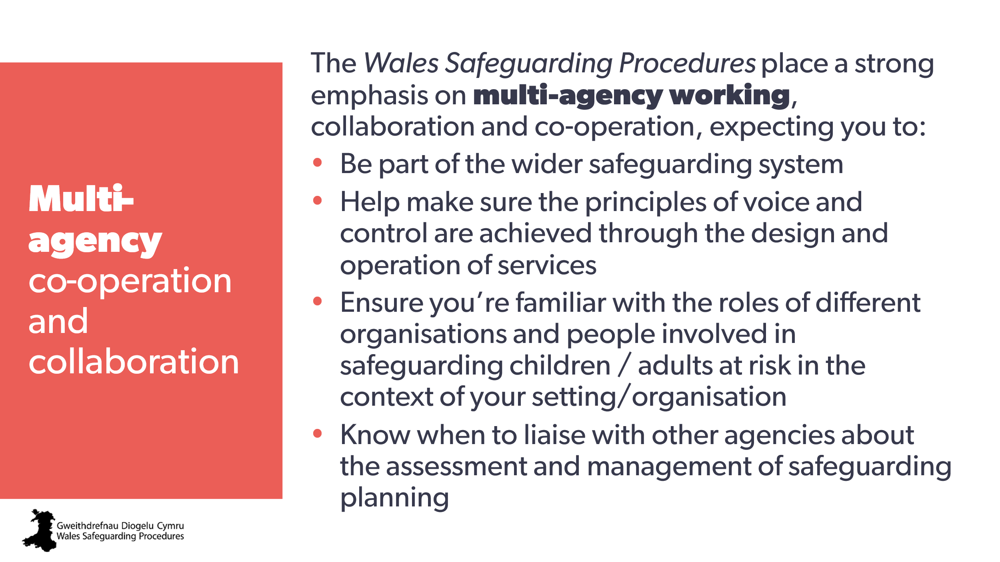 Multi-
agency
co-operation
and
collaboration
The Wales Safeguarding Procedures place a strong
emphasis on multi-agency working,
collaboration and co-operation, expecting you to:
• Be part of the wider safeguarding system
• Help make sure the principles of voice and
control are achieved through the design and
operation of services
• Ensure you’re familiar with the roles of different
organisations and people involved in
safeguarding children / adults at risk in the
context of your setting/organisation
• Know when to liaise with other agencies about
the assessment and management of safeguarding
planning
Gweithdrefnau Diogelu Cymru
Wales Safeguarding Procedures